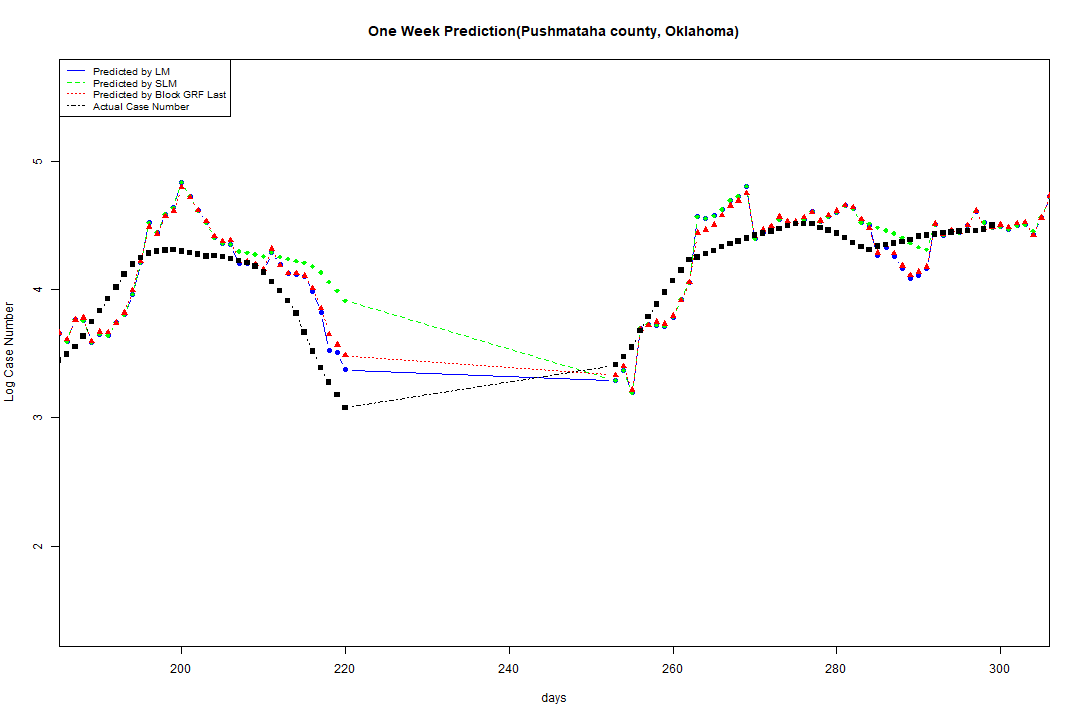 One Week Prediction(Pushmataha county, Oklahoma)
Predicted by LM
Predicted by SLM
Predicted by Block GRF Last
Actual Case Number
5
4
3
2
Log Case Number
200 220 240 260 280 300
days